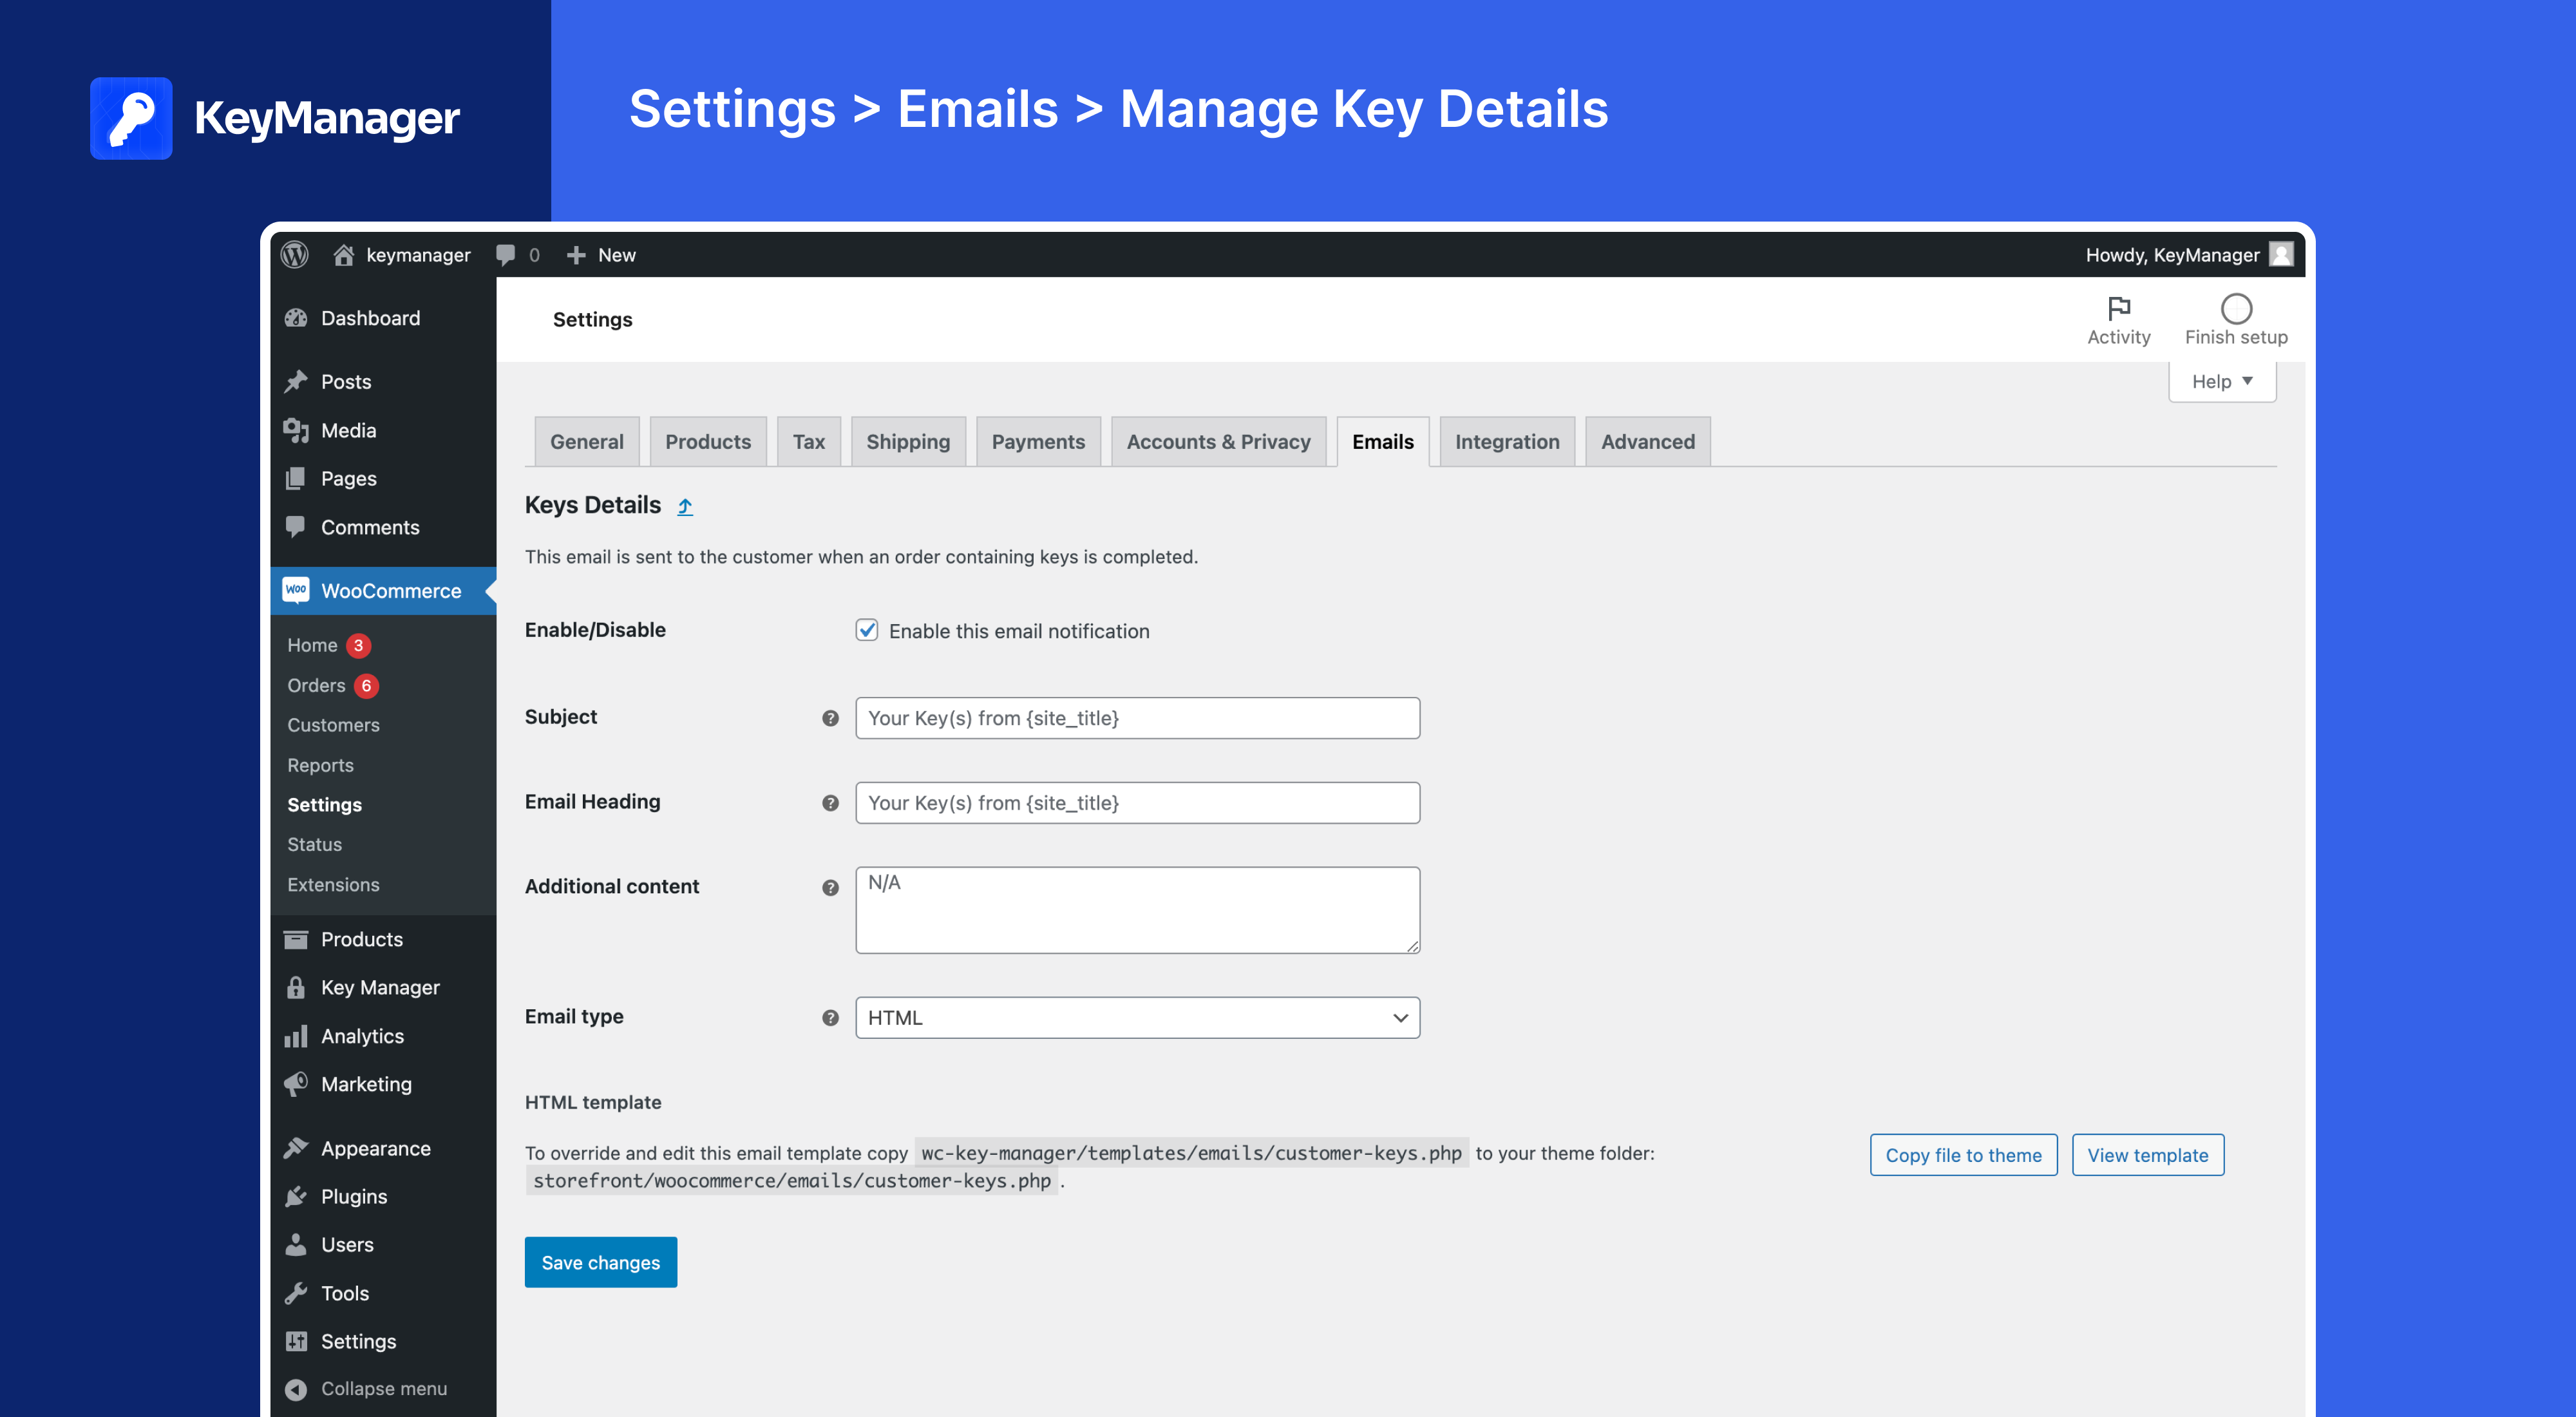 KeyManager
Settings > Emails > Manage Key Details
keymanager
0
New
Howdy, KeyManager
Dashboard
Posts
Media
Pages
Comments
Woo
WooCommerce
Home 3
Orders 6
Customers
Reports
Settings
Status
Extensions
Products
Key Manager
Analytics
Marketing
Appearance
Plugins
Users
Tools
Settings
Collapse menu
Settings
Activity
Finish setup
Help
General
Products
Tax
Shipping
Payments
Accounts & Privacy
Emails
Integration
Advanced
Keys Details
This email is sent to the customer when an order containing keys is completed.
Enable/Disable
Enable this email notification
Subject
?
Your Key(s) from {site_title}
Email Heading
?
Your Key(s) from {site_title}
Additional content
?
N/A
Email type
?
HTML
HTML template
To override and edit this email template copy wc-key-manager/templates/emails/customer-keys.php to your theme folder:
storefront/woocommerce/emails/customer-keys.php .
Copy file to theme
View template
Save changes